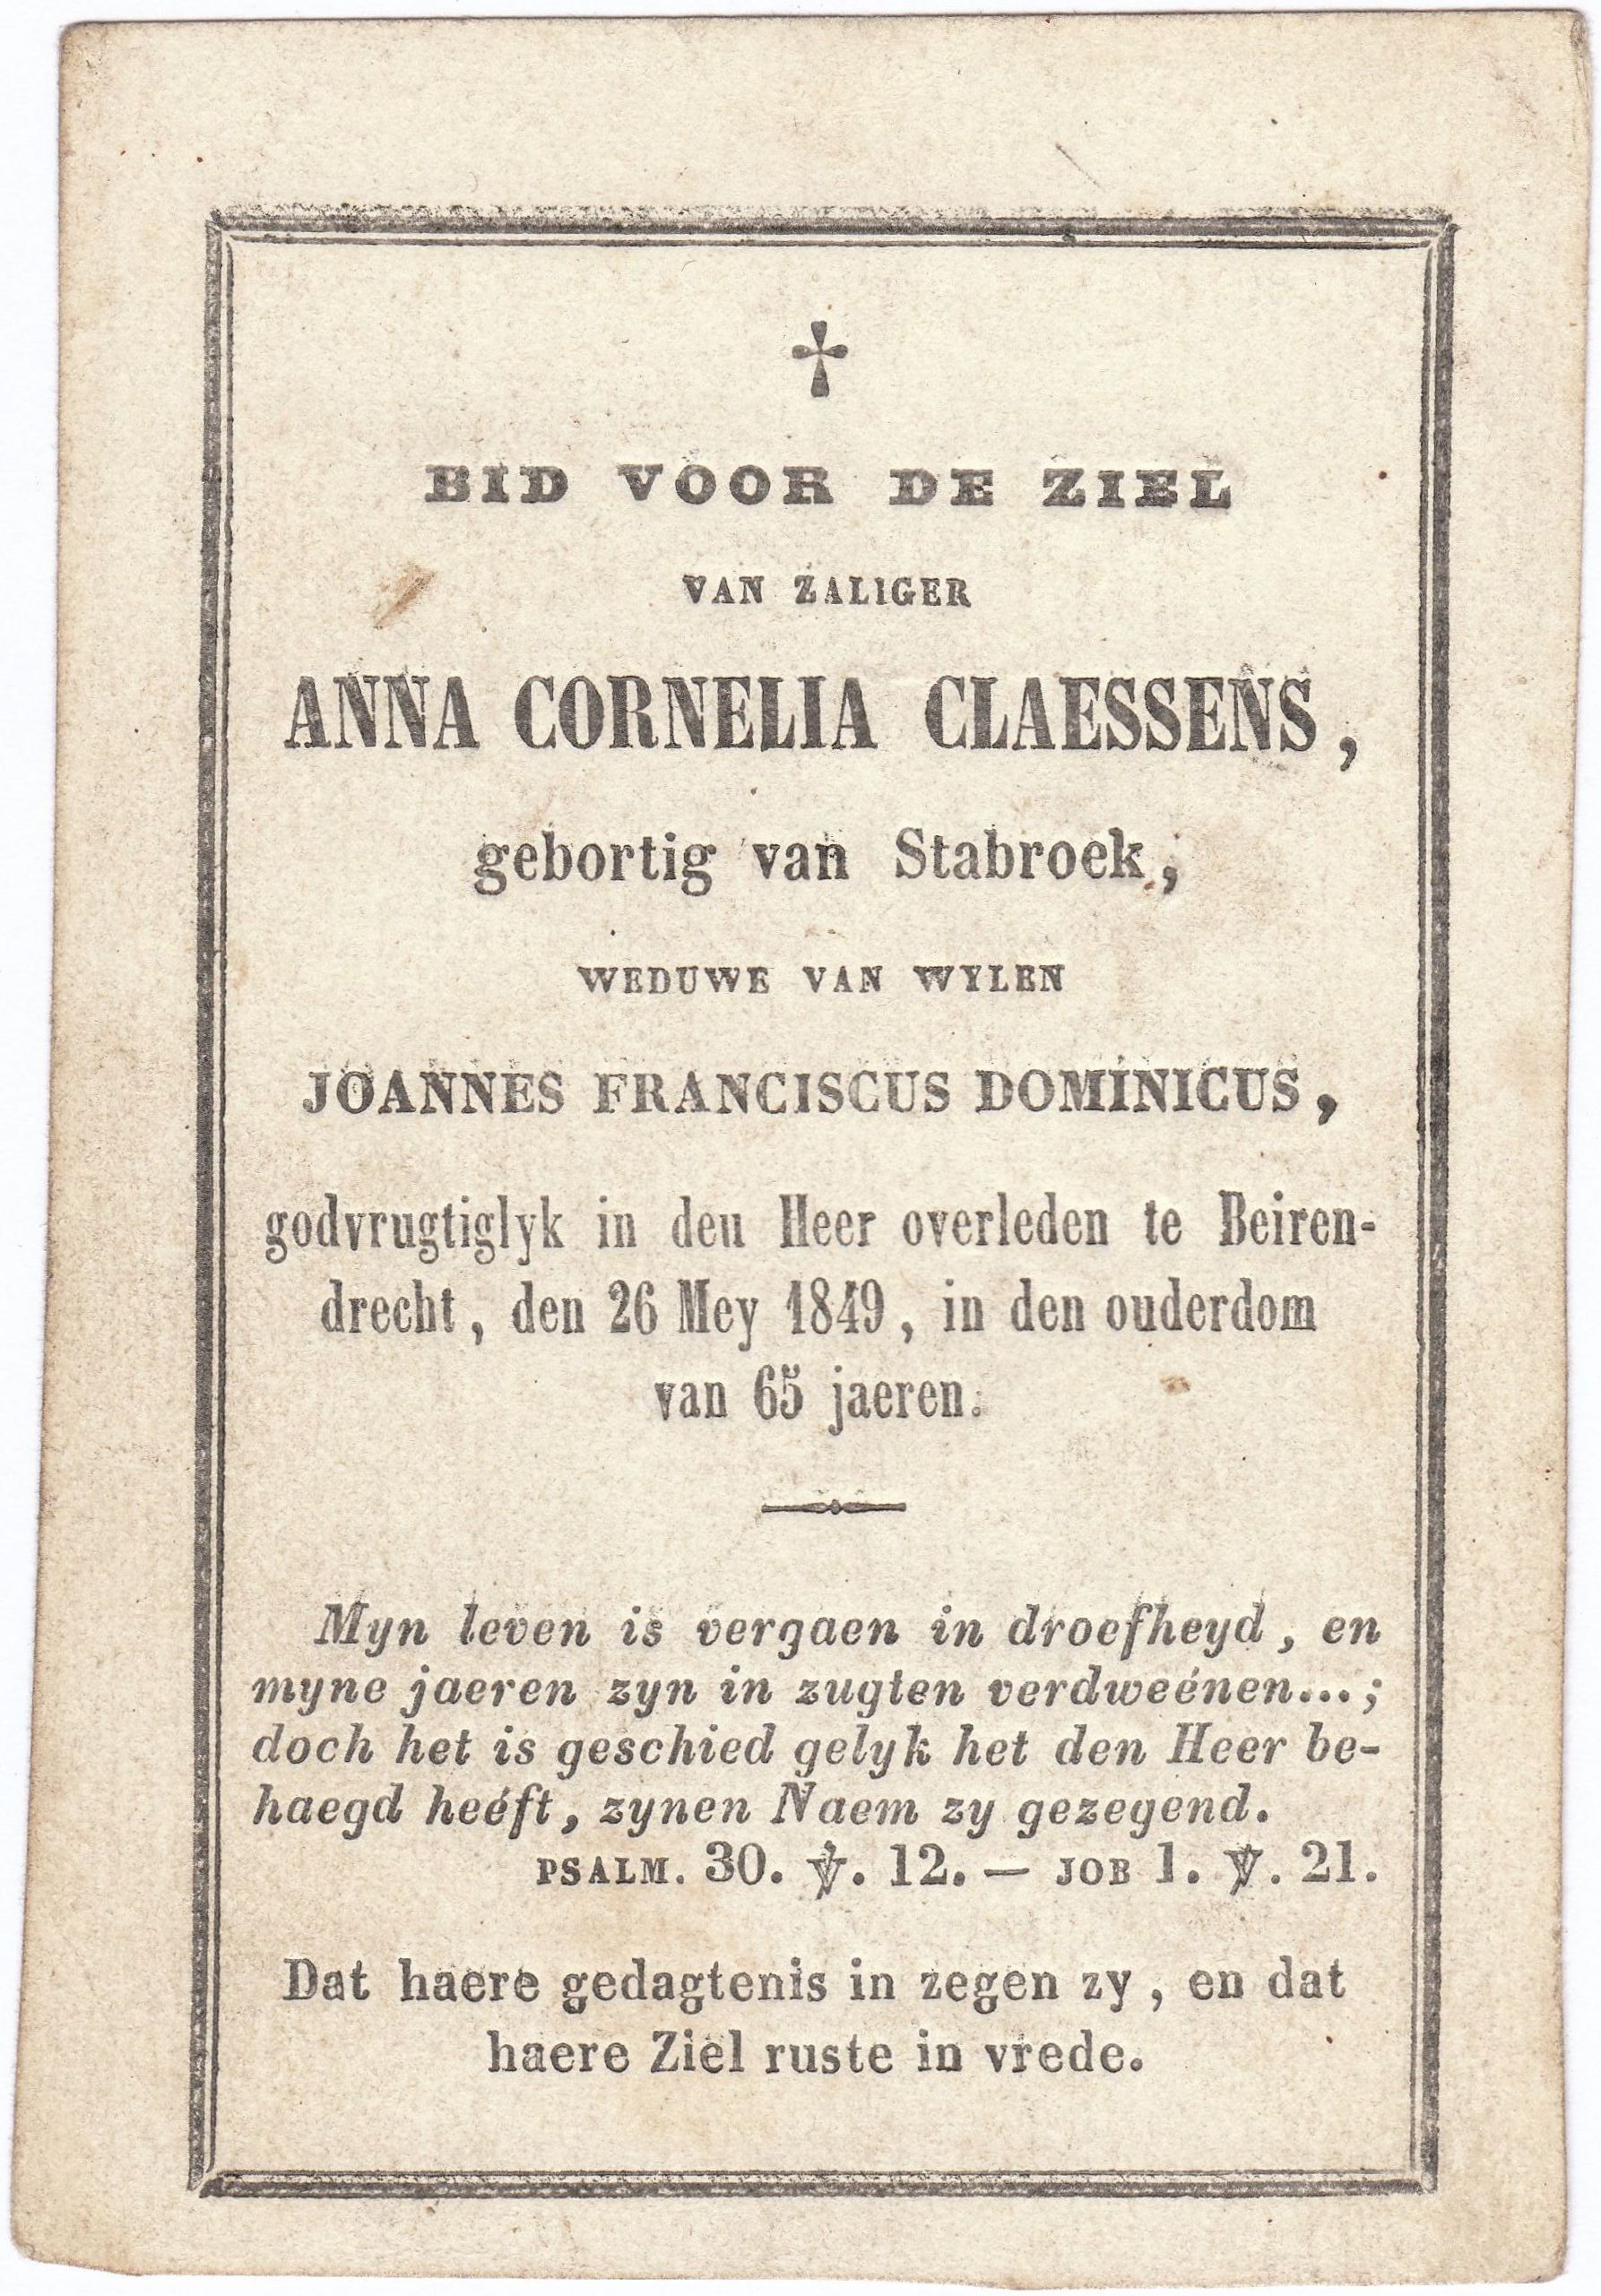 BID VOOR DE ZIEL
VAN ZALIGER
ANNA CORNELIA CLAESSENS,
gebortig van Stabroek,
WEDUWE VAN WYLEN
JOANNES FRANCISCUS DOMINICUS,
godvrugtiglyk in den Heer overleden te Beiren-
drecht, den 26 Mey 1849, in den ouderdom
van 65 jaeren.
Myn leven is vergaen in droefheyd, en
myne jaeren zyn in zugten verdweénen...;
doch het is geschied gelyk het den Heer be-
haegd heéft, zynen Naem zy gezegend.
PSALM. 30. ℣. 12. — JOB 1. ℣. 21.
Dat haere gedagtenis in zegen zy, en dat
haere Ziel ruste in vrede.